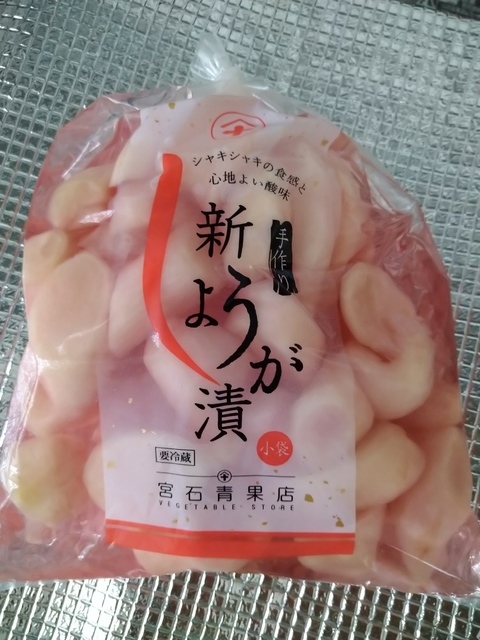 シャキシャキの食感と
心地よい酸味
手作り
新しょうが漬
小袋
要冷蔵
宮石青果店
VEGETABLE STORE